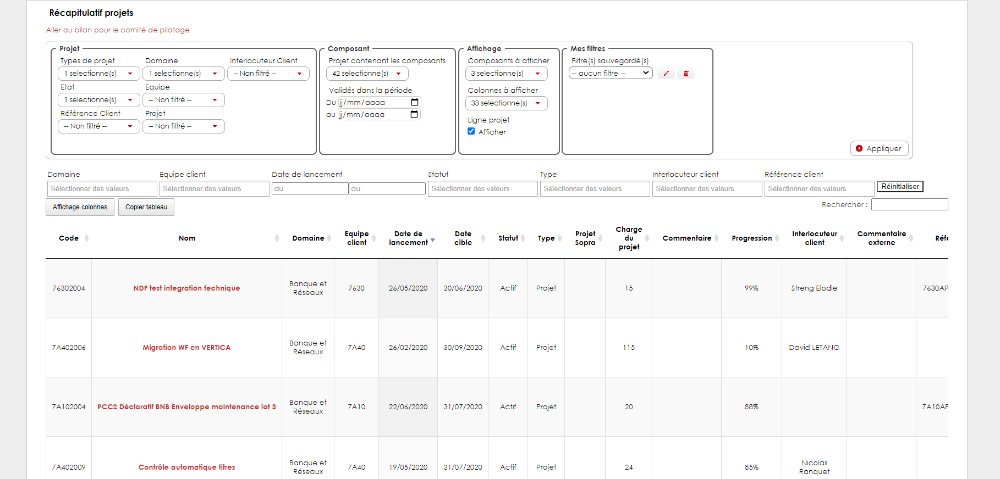 Récapitulatif projets
Aller au bilan pour le comité de pilotage
Projet
Types de projet Domaine Interlocuteur Client
1 selectionne(s) 1 selectionne(s) -- Non filtré --
Etat Equipe
1 selectionne(s) -- Non filtré --
Référence Client Projet
-- Non filtré -- -- Non filtré --
Composant
Projet contenant les composants
42 selectionne(s)
Validés dans la période
Du jj/mm/aaaa
au jj/mm/aaaa
Affichage
Composants à afficher
3 selectionne(s)
Colonnes à afficher
33 selectionne(s)
Ligne projet
Afficher
Mes filtres
Filtre(s) sauvegardé(s)
-- aucun filtre --
Appliquer
Domaine Equipe client Date de lancement Statut Type Interlocuteur client Référence client
Sélectionner des valeurs Sélectionner des valeurs du au Sélectionner des valeurs Sélectionner des valeurs Sélectionner des valeurs Sélectionner des valeurs Réinitialiser
Affichage colonnes Copier tableau Rechercher :
Code Nom Domaine Equipe client Date de lancement Date cible Statut Type Projet Sopra Charge du projet Commentaire Progression Interlocuteur client Commentaire externe Réfé
76302004 NDF test integration technique Banque et Réseaux 7630 26/05/2020 30/06/2020 Actif Projet 15 99% Streng Elodie 7630AP
7A402006 Migration WF en VERTICA Banque et Réseaux 7A40 26/02/2020 30/09/2020 Actif Projet 115 10% David LETANG
7A102004 PCC2 Déclaratif BNB Enveloppe maintenance lot 3 Banque et Réseaux 7A10 22/06/2020 31/07/2020 Actif Projet 20 88% 7A10AP
7A402009 Contrôle automatique titres Banque et Réseaux 7A40 19/05/2020 31/07/2020 Actif Projet 24 85% Nicolas Ranquet